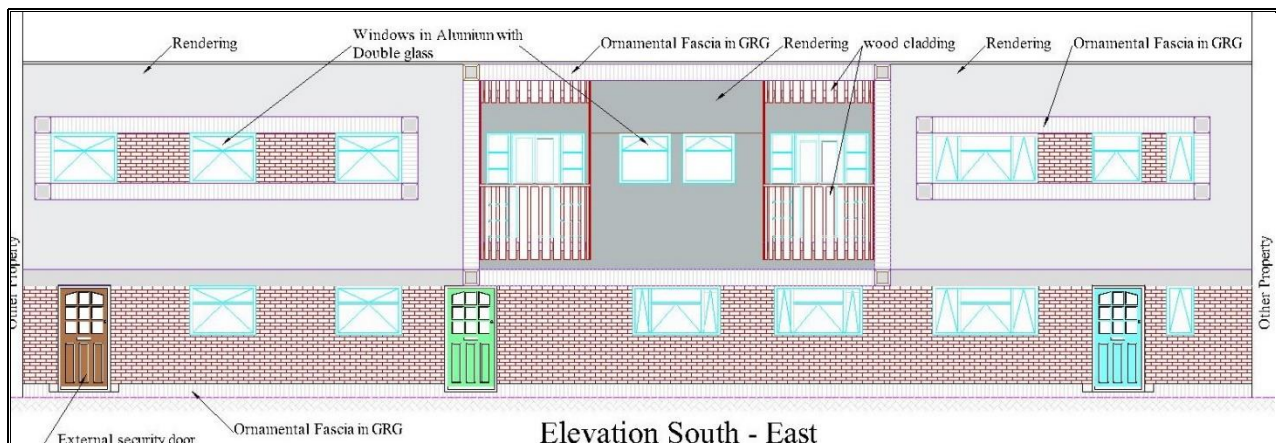 Rendering
Windows in Alumium with
Double glass
Ornamental Fascia in GRG
Rendering
wood cladding
Rendering
Ornamental Fascia in GRG
Other Property
Other Property
External security door
Ornamental Fascia in GRG
Elevation South - East